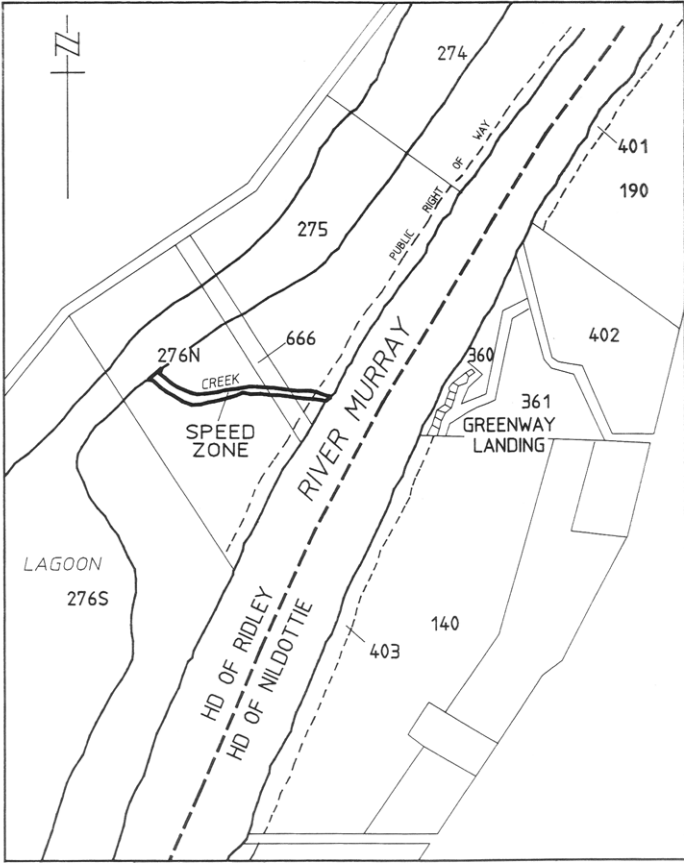 N
274
401
190
PUBLIC RIGHT OF WAY
275
402
666
276N
360
CREEK
361
SPEED
ZONE
GREENWAY
LANDING
RIVER MURRAY
LAGOON
276S
HD OF RIDLEY
HD OF NILDOTTIE
140
403